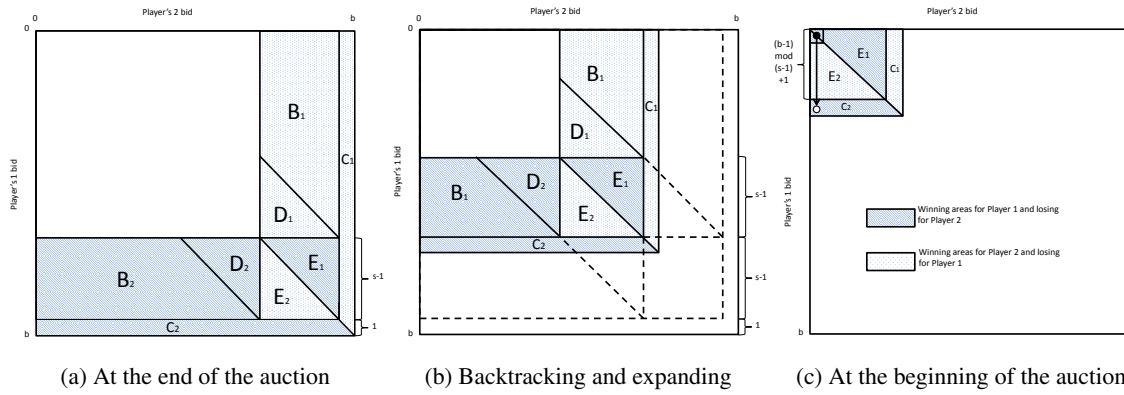 Player's 2 bid
0
b
Player's 1 bid
B1
C1
D1
B2
D2
E1
E2
s-1
C2
1
b
(a) At the end of the auction
Player's 2 bid
0
b
Player's 1 bid
B1
C1
D1
B1
D2
E1
E2
C2
s-1
s-1
1
b
(b) Backtracking and expanding
Player's 2 bid
0
b
(b-1)
mod
(s-1)
+1
E1
C1
E2
C2
Player's 1 bid
Winning areas for Player 1 and losing
for Player 2
Winning areas for Player 2 and losing
for Player 1
b
(c) At the beginning of the auction